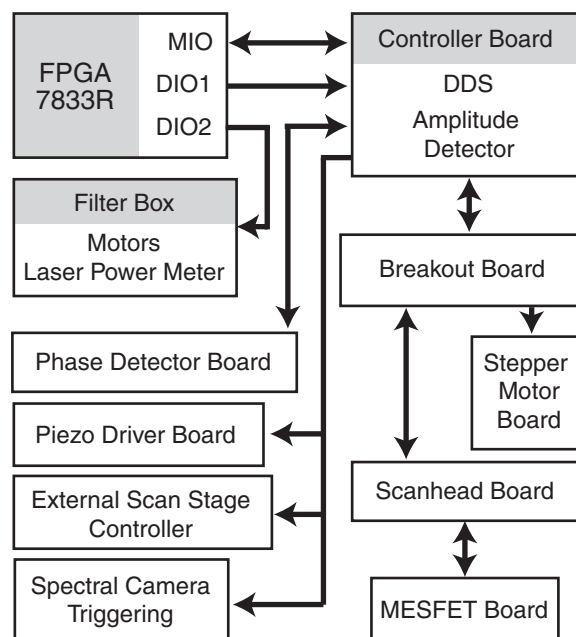 FPGA
7833R
MIO
DIO1
DIO2
Controller Board
DDS
Amplitude
Detector
Filter Box
Motors
Laser Power Meter
Breakout Board
Phase Detector Board
Stepper
Motor
Board
Piezo Driver Board
Scanhead Board
External Scan Stage
Controller
Spectral Camera
Triggering
MESFET Board